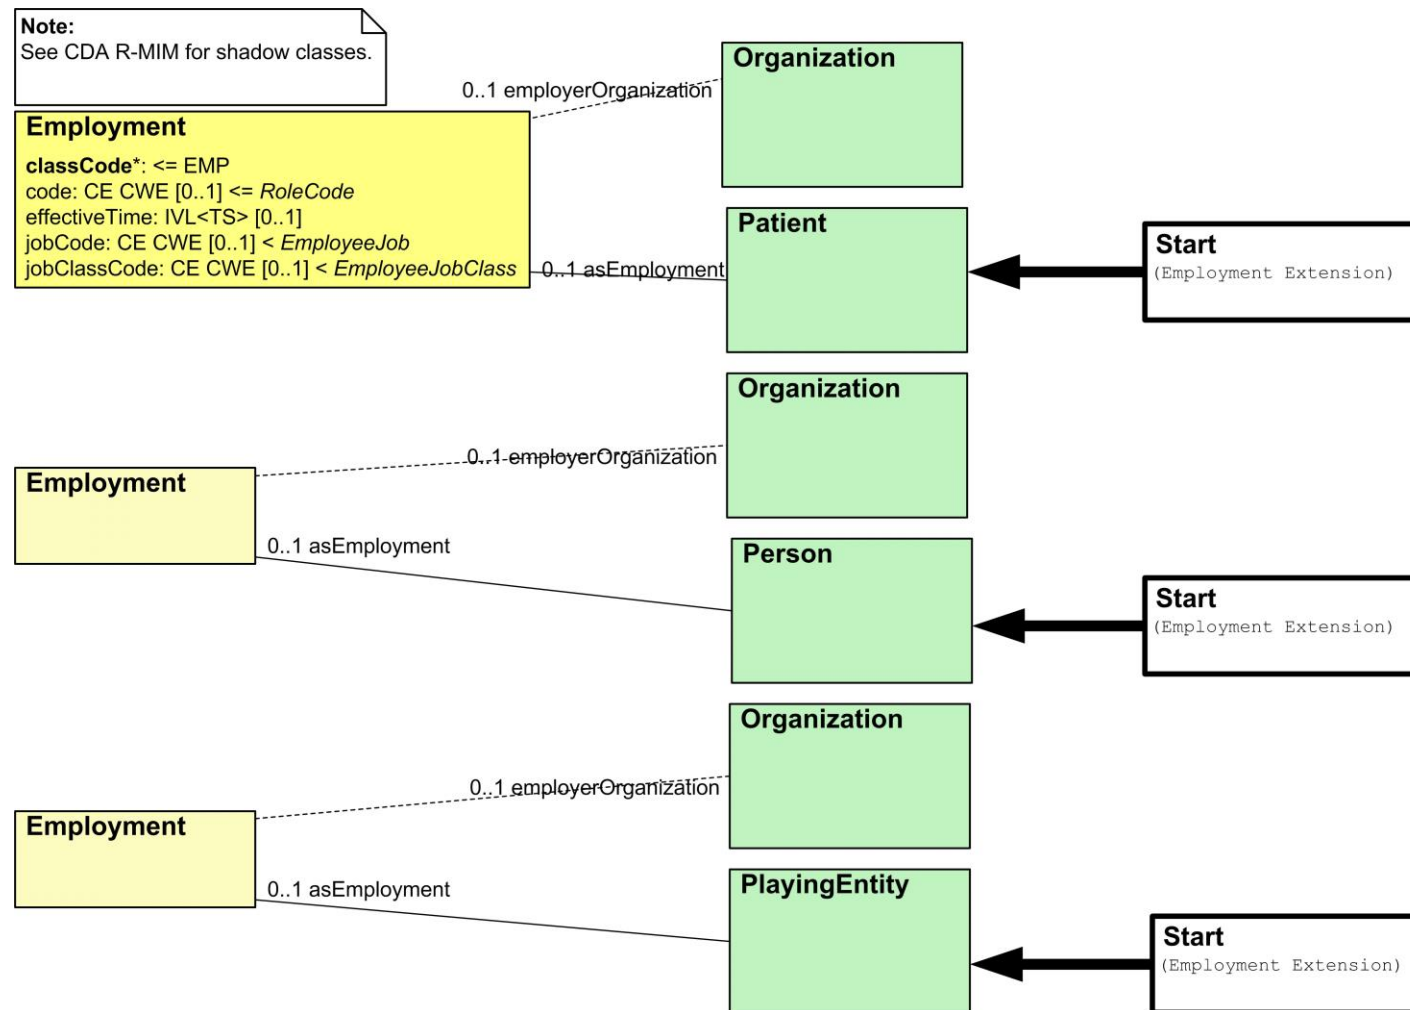 Note:
See CDA R-MIM for shadow classes.
Organization
0..1 employerOrganization
Employment
classCode*: <= EMP
code: CE CWE [0..1] <= RoleCode
effectiveTime: IVL<TS> [0..1]
jobCode: CE CWE [0..1] < EmployeeJob
jobClassCode: CE CWE [0..1] < EmployeeJobClass
0..1 asEmployment
Patient
Start
(Employment Extension)
Organization
0..1 employerOrganization
Employment
0..1 asEmployment
Person
Start
(Employment Extension)
Organization
0..1 employerOrganization
Employment
0..1 asEmployment
PlayingEntity
Start
(Employment Extension)